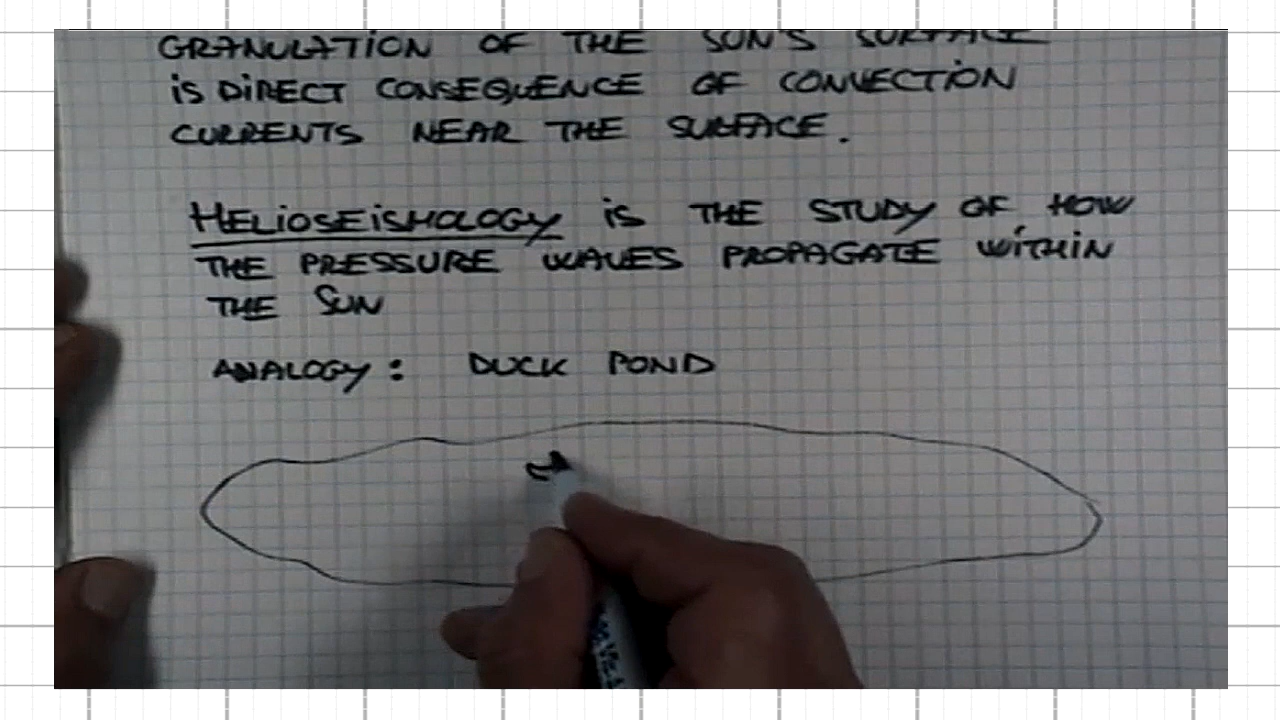 GRANULATION OF THE SUN'S SURFACE
IS DIRECT CONSEQUENCE OF CONVECTION
CURRENTS NEAR THE SURFACE.
HELIOSEISMOLOGY IS THE STUDY OF HOW
THE PRESSURE WAVES PROPAGATE WITHIN
THE SUN
ANALOGY: DUCK POND